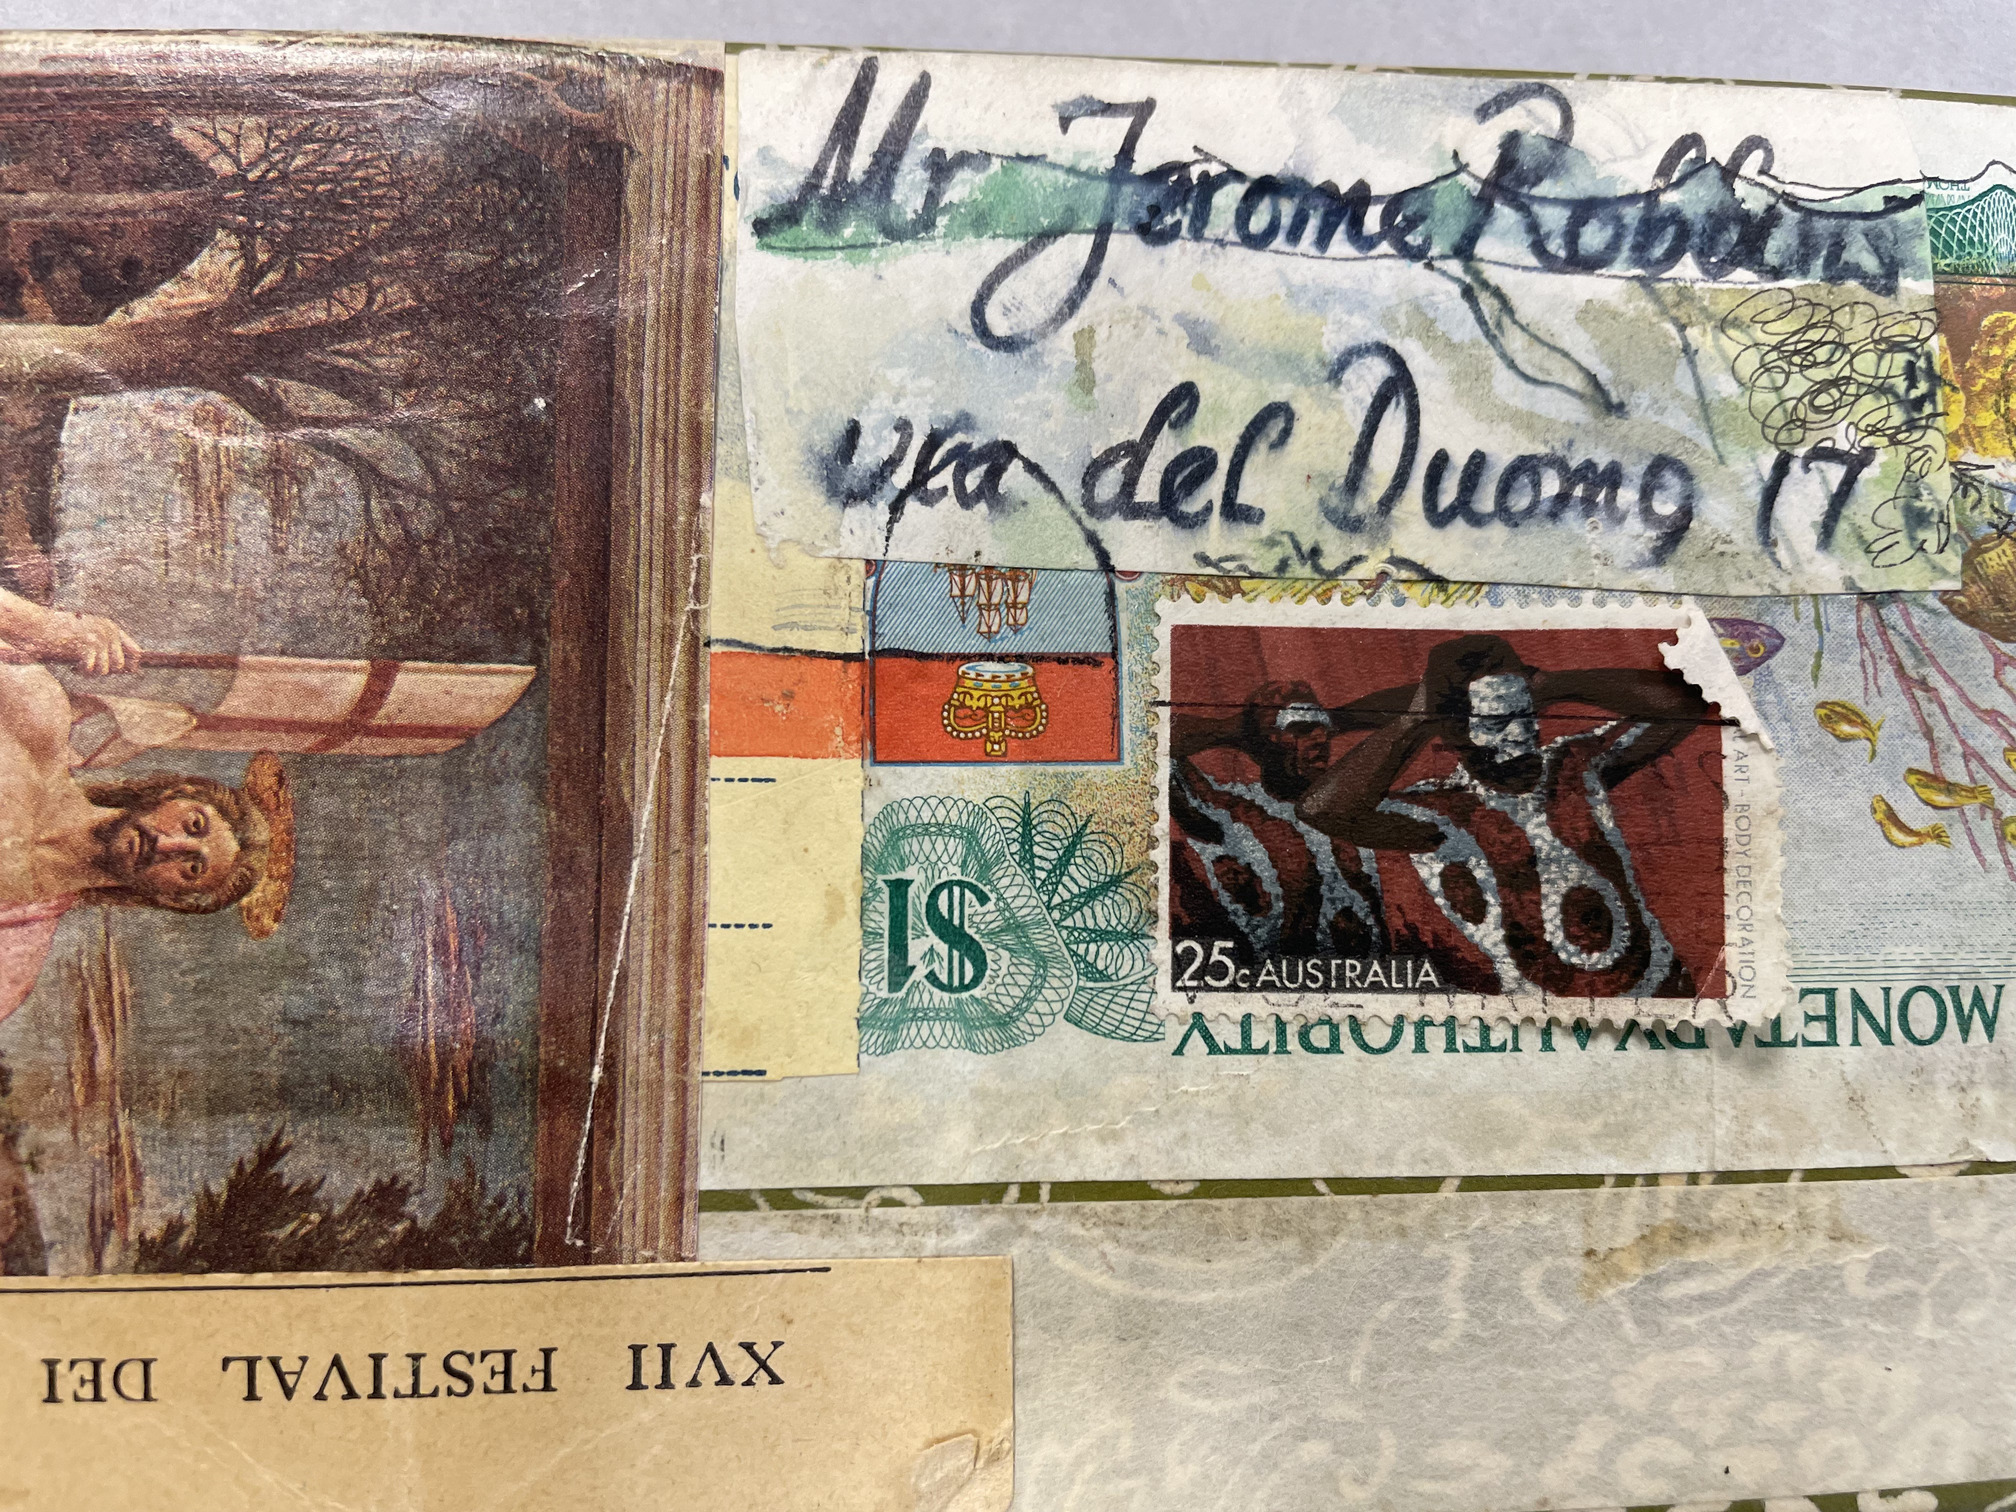 Mr Jerome Robbins
via del Duomo 17
$1
ART - BODY DECORATION
25c AUSTRALIA
MONETARY AUTHORITY
XVII FESTIVAL DEI